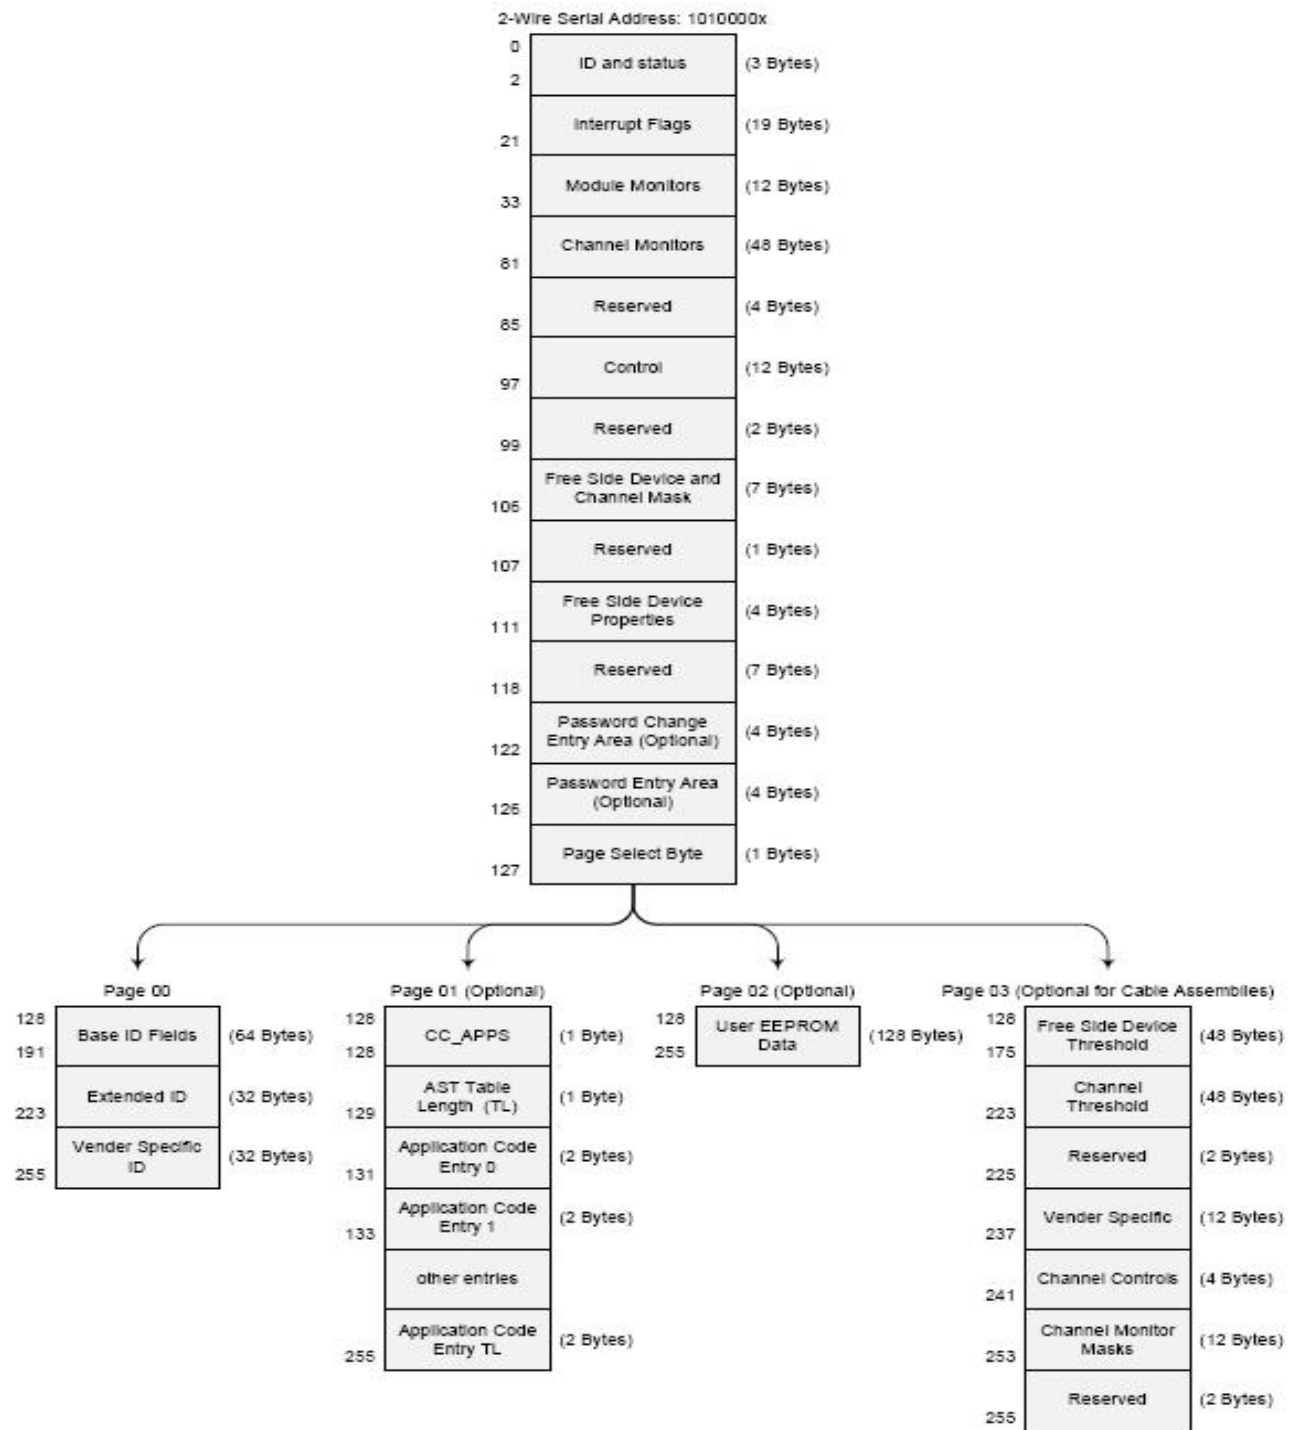 2-Wire Serial Address: 1010000x
0
ID and status
(3 Bytes)
2
Interrupt Flags
(19 Bytes)
21
Module Monitors
(12 Bytes)
33
Channel Monitors
(48 Bytes)
81
Reserved
(4 Bytes)
85
Control
(12 Bytes)
97
Reserved
(2 Bytes)
99
Free Side Device and
Channel Mask
(7 Bytes)
106
Reserved
(1 Bytes)
107
Free Side Device
Properties
(4 Bytes)
111
Reserved
(7 Bytes)
118
Password Change
Entry Area (Optional)
(4 Bytes)
122
Password Entry Area
(Optional)
(4 Bytes)
126
Page Select Byte
(1 Bytes)
127
Page 00
128
Base ID Fields
(64 Bytes)
191
Extended ID
(32 Bytes)
223
Vender Specific
ID
(32 Bytes)
255
Page 01 (Optional)
128
CC_APPS
(1 Byte)
128
AST Table
Length (TL)
(1 Byte)
129
Application Code
Entry 0
(2 Bytes)
131
Application Code
Entry 1
(2 Bytes)
133
other entries
Application Code
Entry TL
(2 Bytes)
255
Page 02 (Optional)
128
User EEPROM
Data
(128 Bytes)
255
Page 03 (Optional for Cable Assemblies)
128
Free Side Device
Threshold
(48 Bytes)
175
Channel
Threshold
(48 Bytes)
223
Reserved
(2 Bytes)
225
Vender Specific
(12 Bytes)
237
Channel Controls
(4 Bytes)
241
Channel Monitor
Masks
(12 Bytes)
253
Reserved
(2 Bytes)
255